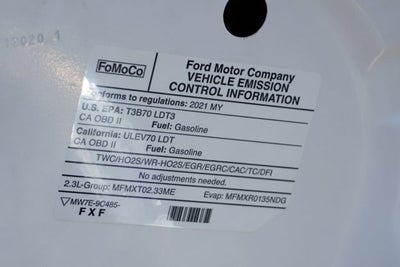 12020 1
FoMoCo
Ford Motor Company
VEHICLE EMISSION
CONTROL INFORMATION
Conforms to regulations: 2021 MY
U.S. EPA: T3B70 LDT3
CA OBD II Fuel: Gasoline
California: ULEV70 LDT
CA OBD II Fuel: Gasoline
TWC/HO2S/WR-HO2S/EGR/EGRC/CAC/TC/DFI
No adjustments needed.
2.3L-Group: MFMXT02.33ME Evap: MFMXR0135NDG
MW7E-9C485-
FXF